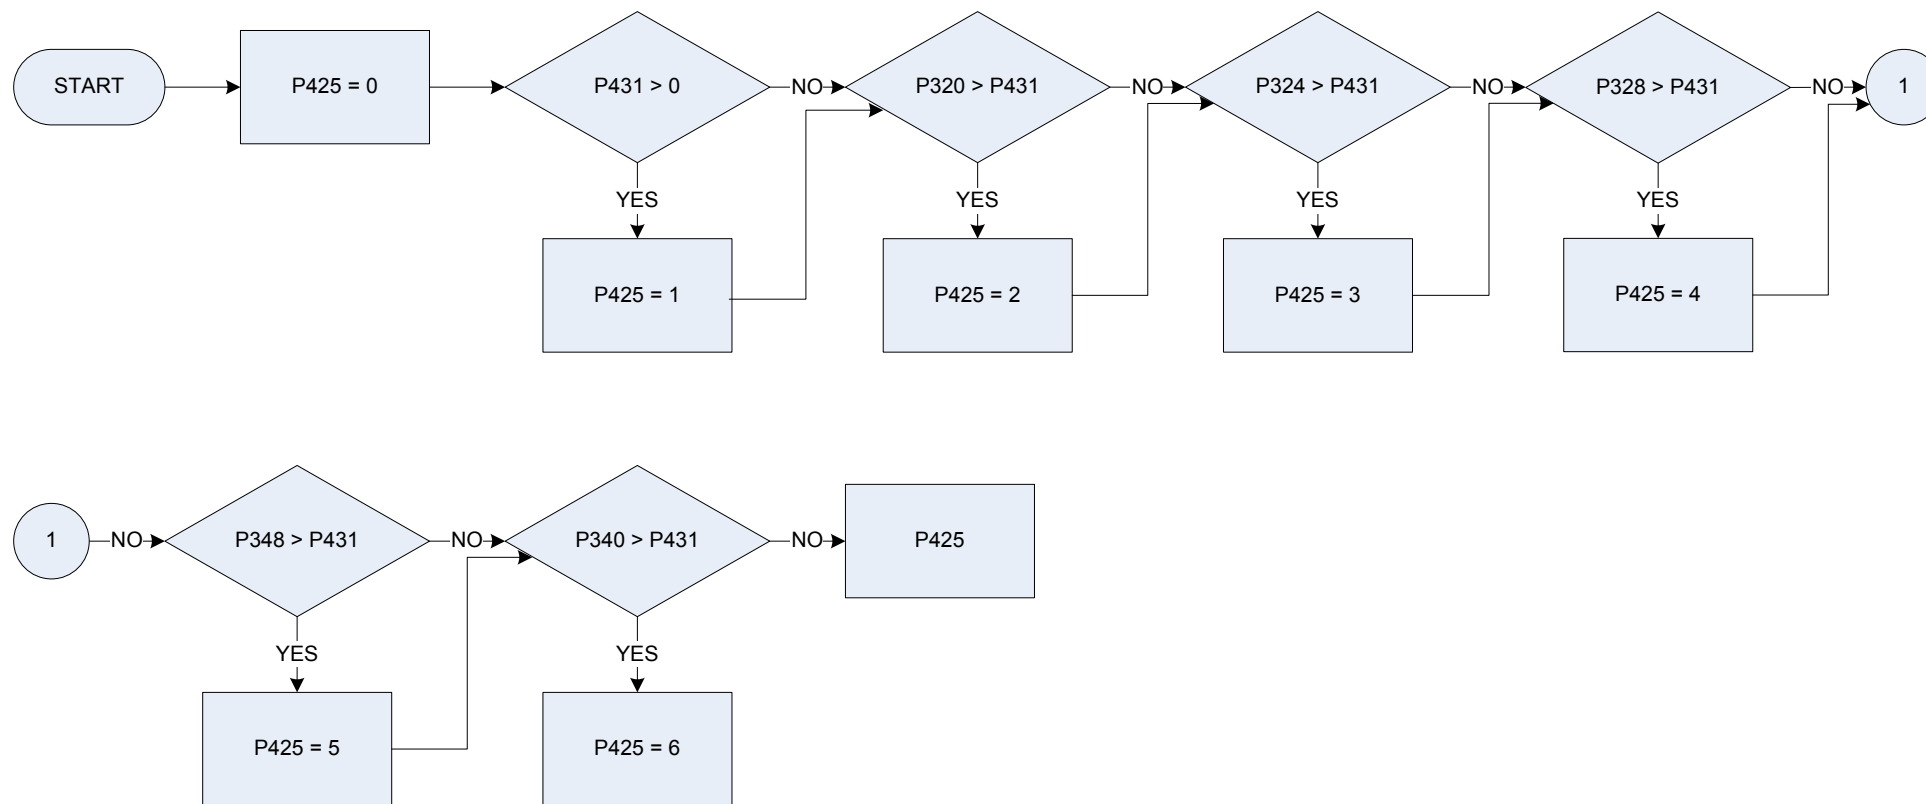 START
P425 = 0
P431 > 0
NO
P320 > P431
NO
P324 > P431
NO
P328 > P431
NO
1
YES
YES
YES
YES
P425 = 1
P425 = 2
P425 = 3
P425 = 4
1
NO
P348 > P431
NO
P340 > P431
NO
P425
YES
YES
P425 = 5
P425 = 6